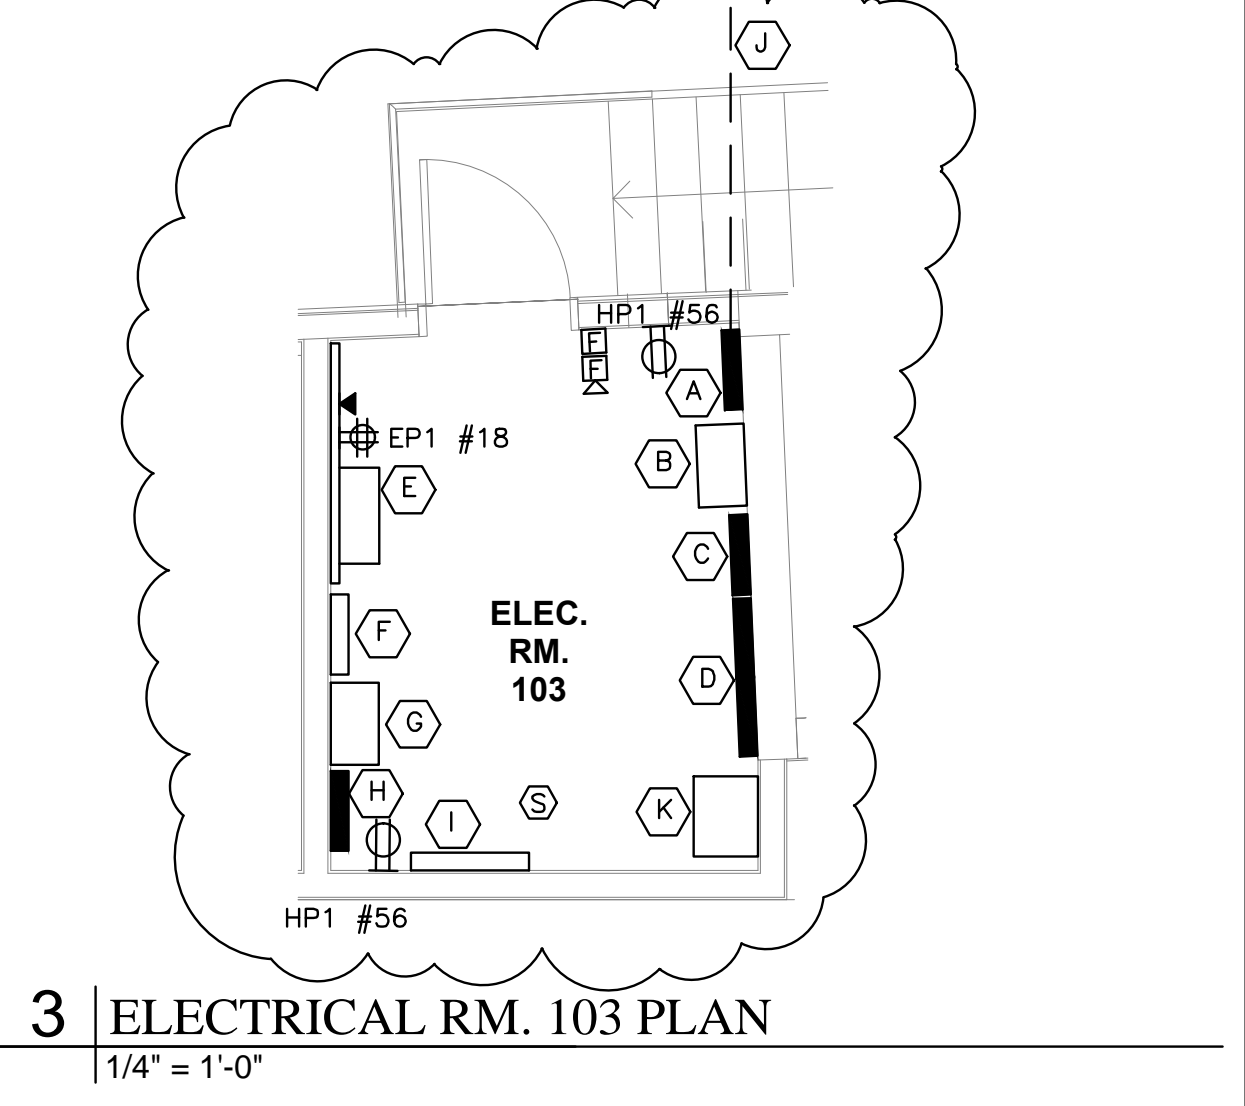 J
HP1 #56
F
F
A
EP1 #18
B
E
C
ELEC.
RM.
103
F
D
G
H
I
S
K
HP1 #56
3 ELECTRICAL RM. 103 PLAN
1/4" = 1'-0"